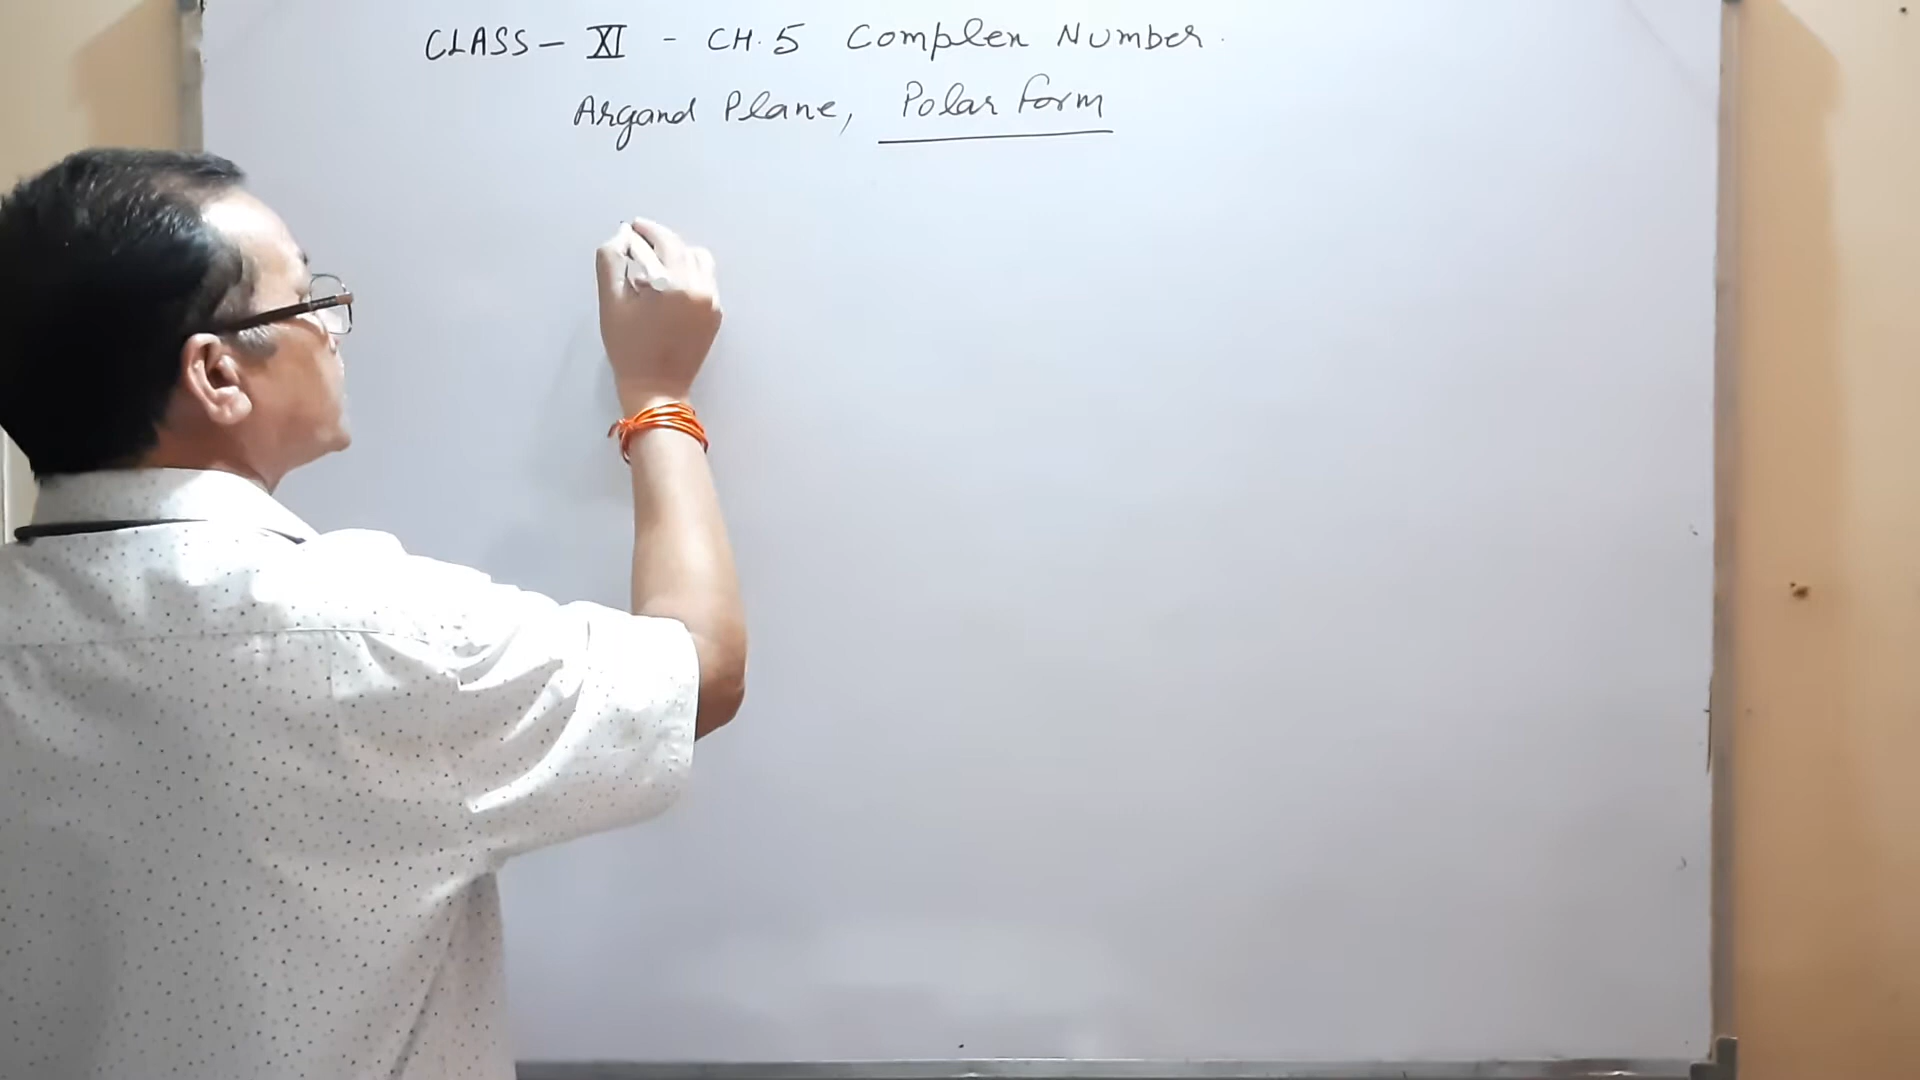 CLASS - XI - CH. 5 Complex Number.
Argand Plane, Polar form